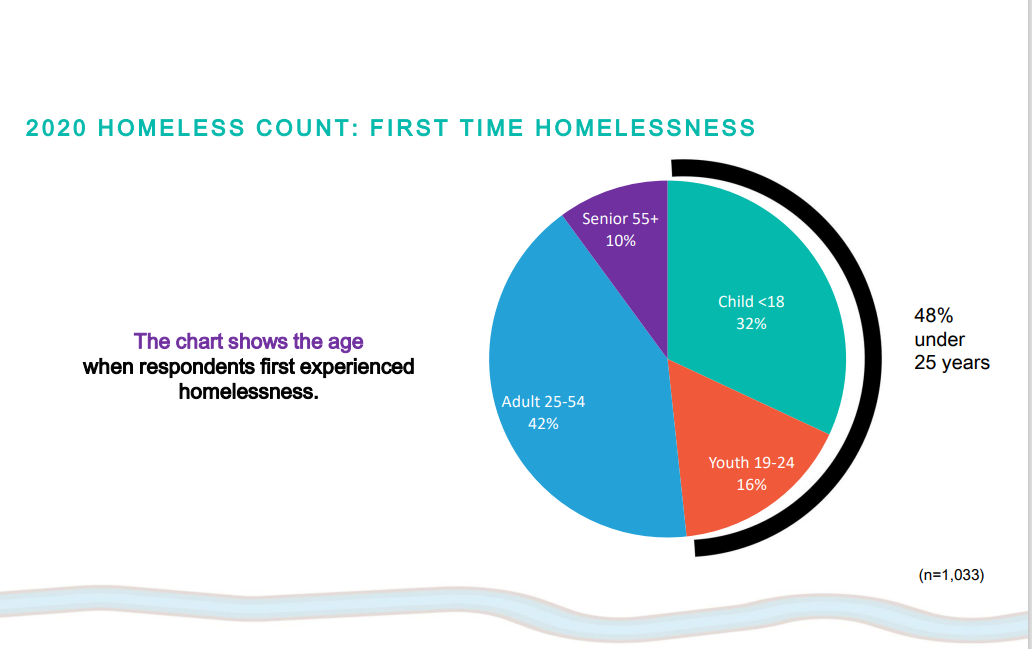 2020 HOMELESS COUNT: FIRST TIME HOMELESSNESS
The chart shows the age
when respondents first experienced
homelessness.
Senior 55+
10%
Child <18
32%
Adult 25-54
42%
Youth 19-24
16%
48%
under
25 years
(n=1,033)